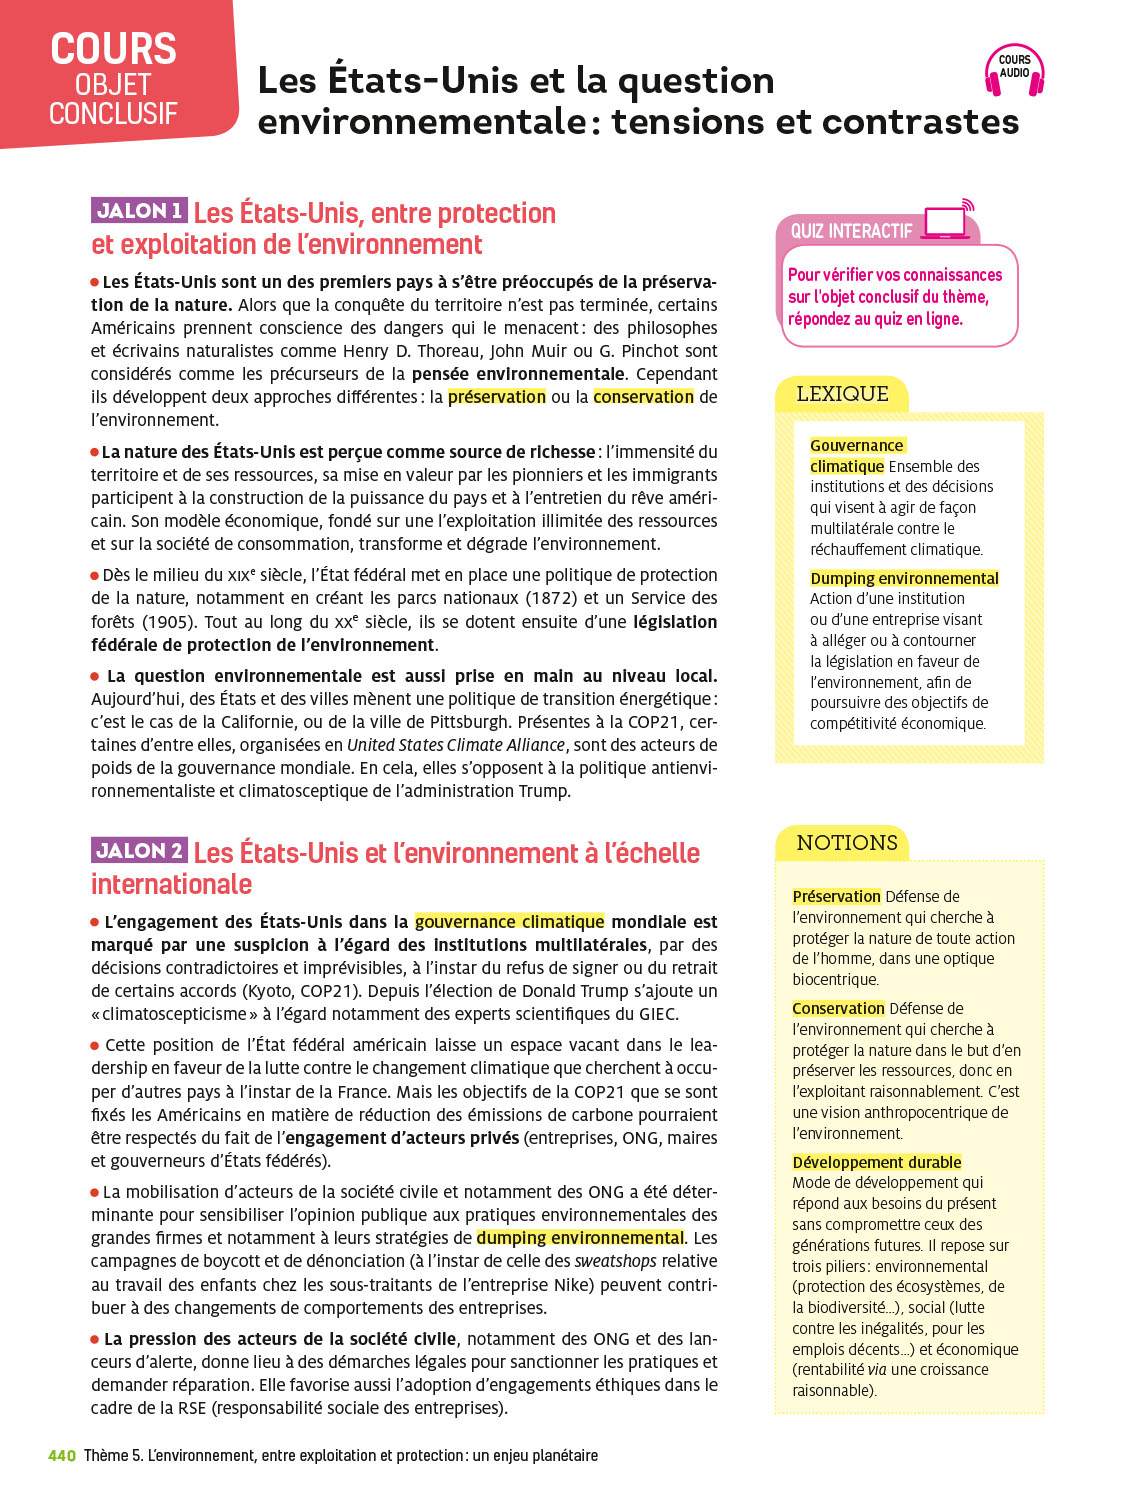 COURS
OBJET
CONCLUSIF
Les États-Unis et la question
environnementale : tensions et contrastes
COURS
AUDIO
JALON 1 Les États-Unis, entre protection
et exploitation de l’environnement
• Les États-Unis sont un des premiers pays à s’être préoccupés de la préserva-
tion de la nature. Alors que la conquête du territoire n’est pas terminée, certains
Américains prennent conscience des dangers qui le menacent : des philosophes
et écrivains naturalistes comme Henry D. Thoreau, John Muir ou G. Pinchot sont
considérés comme les précurseurs de la pensée environnementale. Cependant
ils développent deux approches différentes : la préservation ou la conservation de
l’environnement.
• La nature des États-Unis est perçue comme source de richesse : l’immensité du
territoire et de ses ressources, sa mise en valeur par les pionniers et les immigrants
participent à la construction de la puissance du pays et à l’entretien du rêve améri-
cain. Son modèle économique, fondé sur une l’exploitation illimitée des ressources
et sur la société de consommation, transforme et dégrade l’environnement.
• Dès le milieu du XIXe siècle, l’État fédéral met en place une politique de protection
de la nature, notamment en créant les parcs nationaux (1872) et un Service des
forêts (1905). Tout au long du XXe siècle, ils se dotent ensuite d’une législation
fédérale de protection de l’environnement.
• La question environnementale est aussi prise en main au niveau local.
Aujourd’hui, des États et des villes mènent une politique de transition énergétique :
c’est le cas de la Californie, ou de la ville de Pittsburgh. Présentes à la COP21, cer-
taines d’entre elles, organisées en United States Climate Alliance, sont des acteurs de
poids de la gouvernance mondiale. En cela, elles s’opposent à la politique antienvi-
ronnementaliste et climatosceptique de l’administration Trump.
JALON 2 Les États-Unis et l’environnement à l’échelle
internationale
• L’engagement des États-Unis dans la gouvernance climatique mondiale est
marqué par une suspicion à l’égard des institutions multilatérales, par des
décisions contradictoires et imprévisibles, à l’instar du refus de signer ou du retrait
de certains accords (Kyoto, COP21). Depuis l’élection de Donald Trump s’ajoute un
« climatoscepticisme » à l’égard notamment des experts scientifiques du GIEC.
• Cette position de l’État fédéral américain laisse un espace vacant dans le lea-
dership en faveur de la lutte contre le changement climatique que cherchent à occu-
per d’autres pays à l’instar de la France. Mais les objectifs de la COP21 que se sont
fixés les Américains en matière de réduction des émissions de carbone pourraient
être respectés du fait de l’engagement d’acteurs privés (entreprises, ONG, maires
et gouverneurs d’États fédérés).
• La mobilisation d’acteurs de la société civile et notamment des ONG a été déter-
minante pour sensibiliser l’opinion publique aux pratiques environnementales des
grandes firmes et notamment à leurs stratégies de dumping environnemental. Les
campagnes de boycott et de dénonciation (à l’instar de celle des sweatshops relative
au travail des enfants chez les sous-traitants de l’entreprise Nike) peuvent contri-
buer à des changements de comportements des entreprises.
• La pression des acteurs de la société civile, notamment des ONG et des lan-
ceurs d’alerte, donne lieu à des démarches légales pour sanctionner les pratiques et
demander réparation. Elle favorise aussi l’adoption d’engagements éthiques dans le
cadre de la RSE (responsabilité sociale des entreprises).
QUIZ INTERACTIF
Pour vérifier vos connaissances
sur l'objet conclusif du thème,
répondez au quiz en ligne.
LEXIQUE
Gouvernance
climatique Ensemble des
institutions et des décisions
qui visent à agir de façon
multilatérale contre le
réchauffement climatique.
Dumping environnemental
Action d’une institution
ou d’une entreprise visant
à alléger ou à contourner
la législation en faveur de
l’environnement, afin de
poursuivre des objectifs de
compétitivité économique.
NOTIONS
Préservation Défense de
l’environnement qui cherche à
protéger la nature de toute action
de l’homme, dans une optique
biocentrique.
Conservation Défense de
l’environnement qui cherche à
protéger la nature dans le but d’en
préserver les ressources, donc en
l’exploitant raisonnablement. C’est
une vision anthropocentrique de
l’environnement.
Développement durable
Mode de développement qui
répond aux besoins du présent
sans compromettre ceux des
générations futures. Il repose sur
trois piliers : environnemental
(protection des écosystèmes, de
la biodiversité…), social (lutte
contre les inégalités, pour les
emplois décents…) et économique
(rentabilité via une croissance
raisonnable).
440 Thème 5. L’environnement, entre exploitation et protection : un enjeu planétaire